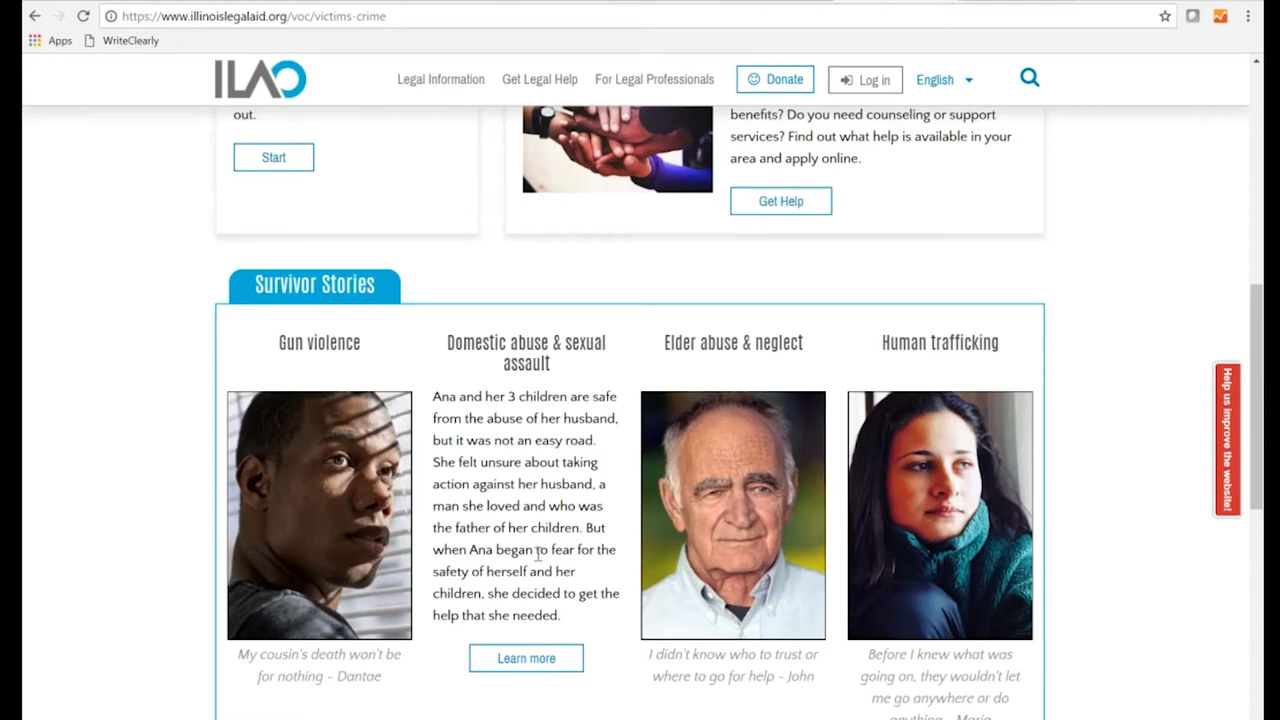 https://www.illinoislegalaid.org/voc/victims-crime
Apps
WriteClearly
ILAO
Legal Information
Get Legal Help
For Legal Professionals
Donate
Log in
English
out.
Start
benefits? Do you need counseling or support
services? Find out what help is available in your
area and apply online.
Get Help
Survivor Stories
Gun violence
My cousin's death won't be
for nothing - Dantae
Domestic abuse & sexual
assault
Ana and her 3 children are safe
from the abuse of her husband,
but it was not an easy road.
She felt unsure about taking
action against her husband, a
man she loved and who was
the father of her children. But
when Ana began to fear for the
safety of herself and her
children, she decided to get the
help that she needed.
Learn more
Elder abuse & neglect
I didn't know who to trust or
where to go for help - John
Human trafficking
Before I knew what was
going on, they wouldn't let
me go anywhere or do
anything - Maria
Help us improve the website!